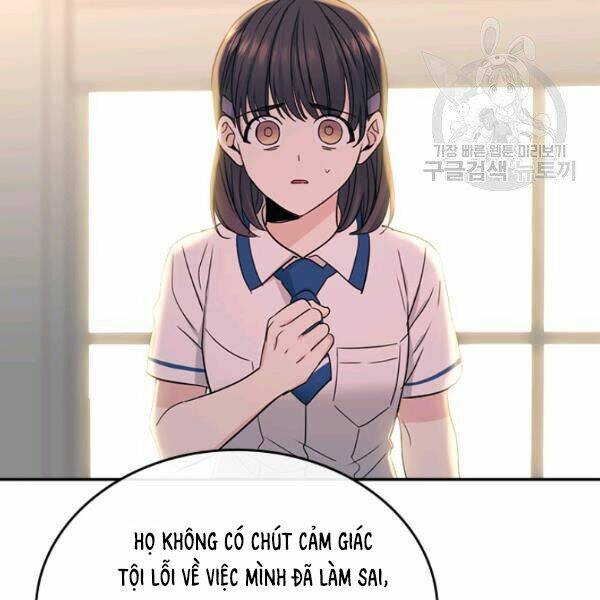 가장 빠른 웹툰 미리보기
구글검색 뉴토끼
HỌ KHÔNG CÓ CHÚT CẢM GIÁC
TỘI LỖI VỀ VIỆC MÌNH ĐÃ LÀM SAI,